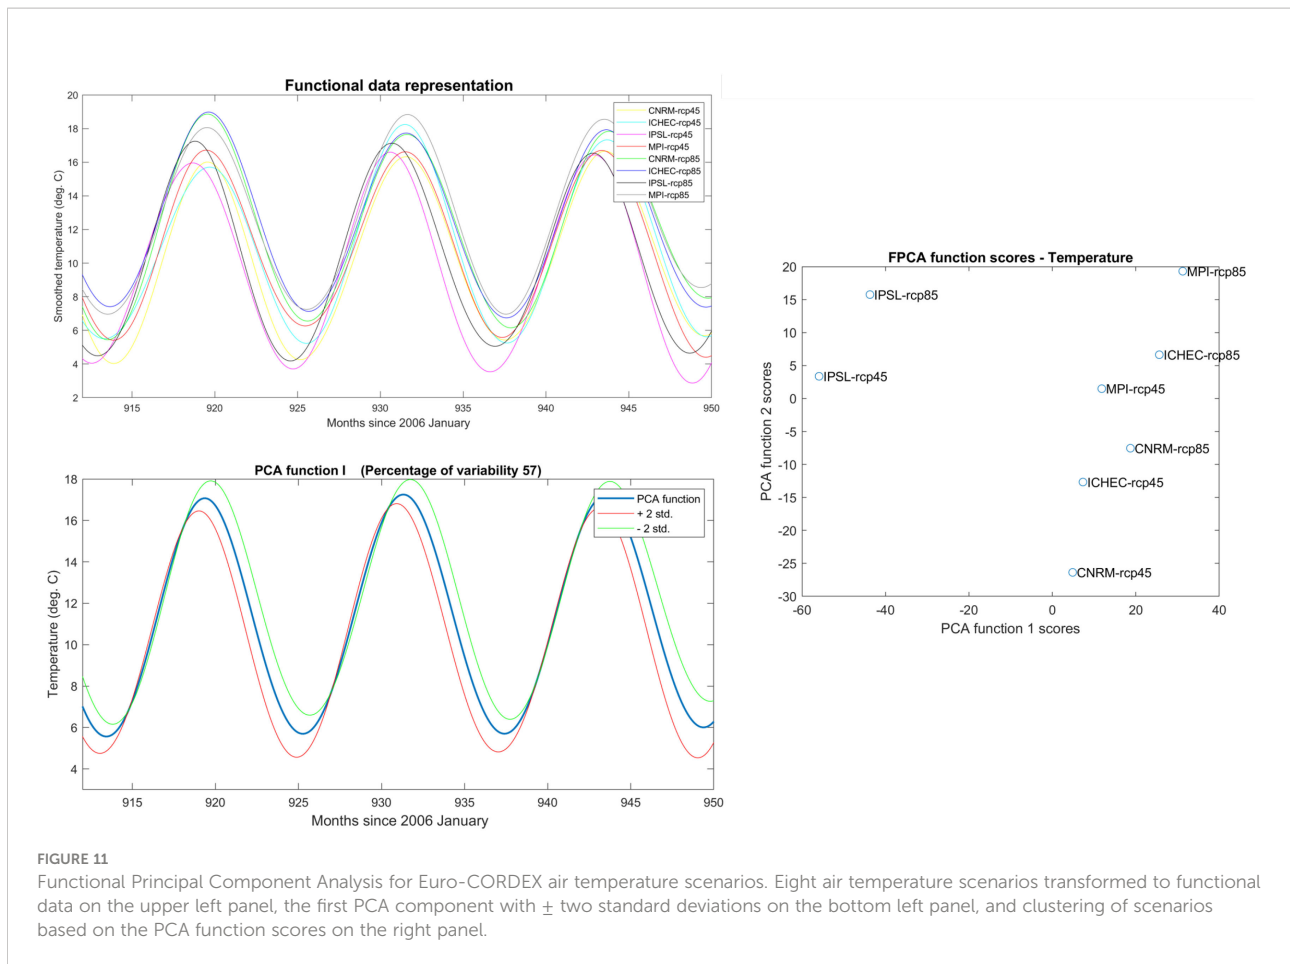 Functional data representation
20
18
16
14
12
10
8
6
4
2
Smoothed temperature (deg. C)
CNRM-rcp45
ICHEC-rcp45
IPSL-rcp45
MPI-rcp45
CNRM-rcp85
ICHEC-rcp85
IPSL-rcp85
MPI-rcp85
915 920 925 930 935 940 945 950
Months since 2006 January
PCA function I (Percentage of variability 57)
18
16
14
12
10
8
6
4
Temperature (deg. C)
PCA function
+ 2 std.
- 2 std.
915 920 925 930 935 940 945 950
Months since 2006 January
FPCA function scores - Temperature
20
15
10
5
0
-5
-10
-15
-20
-25
-30
PCA function 2 scores
MPI-rcp85
IPSL-rcp85
ICHEC-rcp85
IPSL-rcp45
MPI-rcp45
CNRM-rcp85
ICHEC-rcp45
CNRM-rcp45
-60 -40 -20 0 20 40
PCA function 1 scores
FIGURE 11
Functional Principal Component Analysis for Euro-CORDEX air temperature scenarios. Eight air temperature scenarios transformed to functional
data on the upper left panel, the first PCA component with ± two standard deviations on the bottom left panel, and clustering of scenarios
based on the PCA function scores on the right panel.